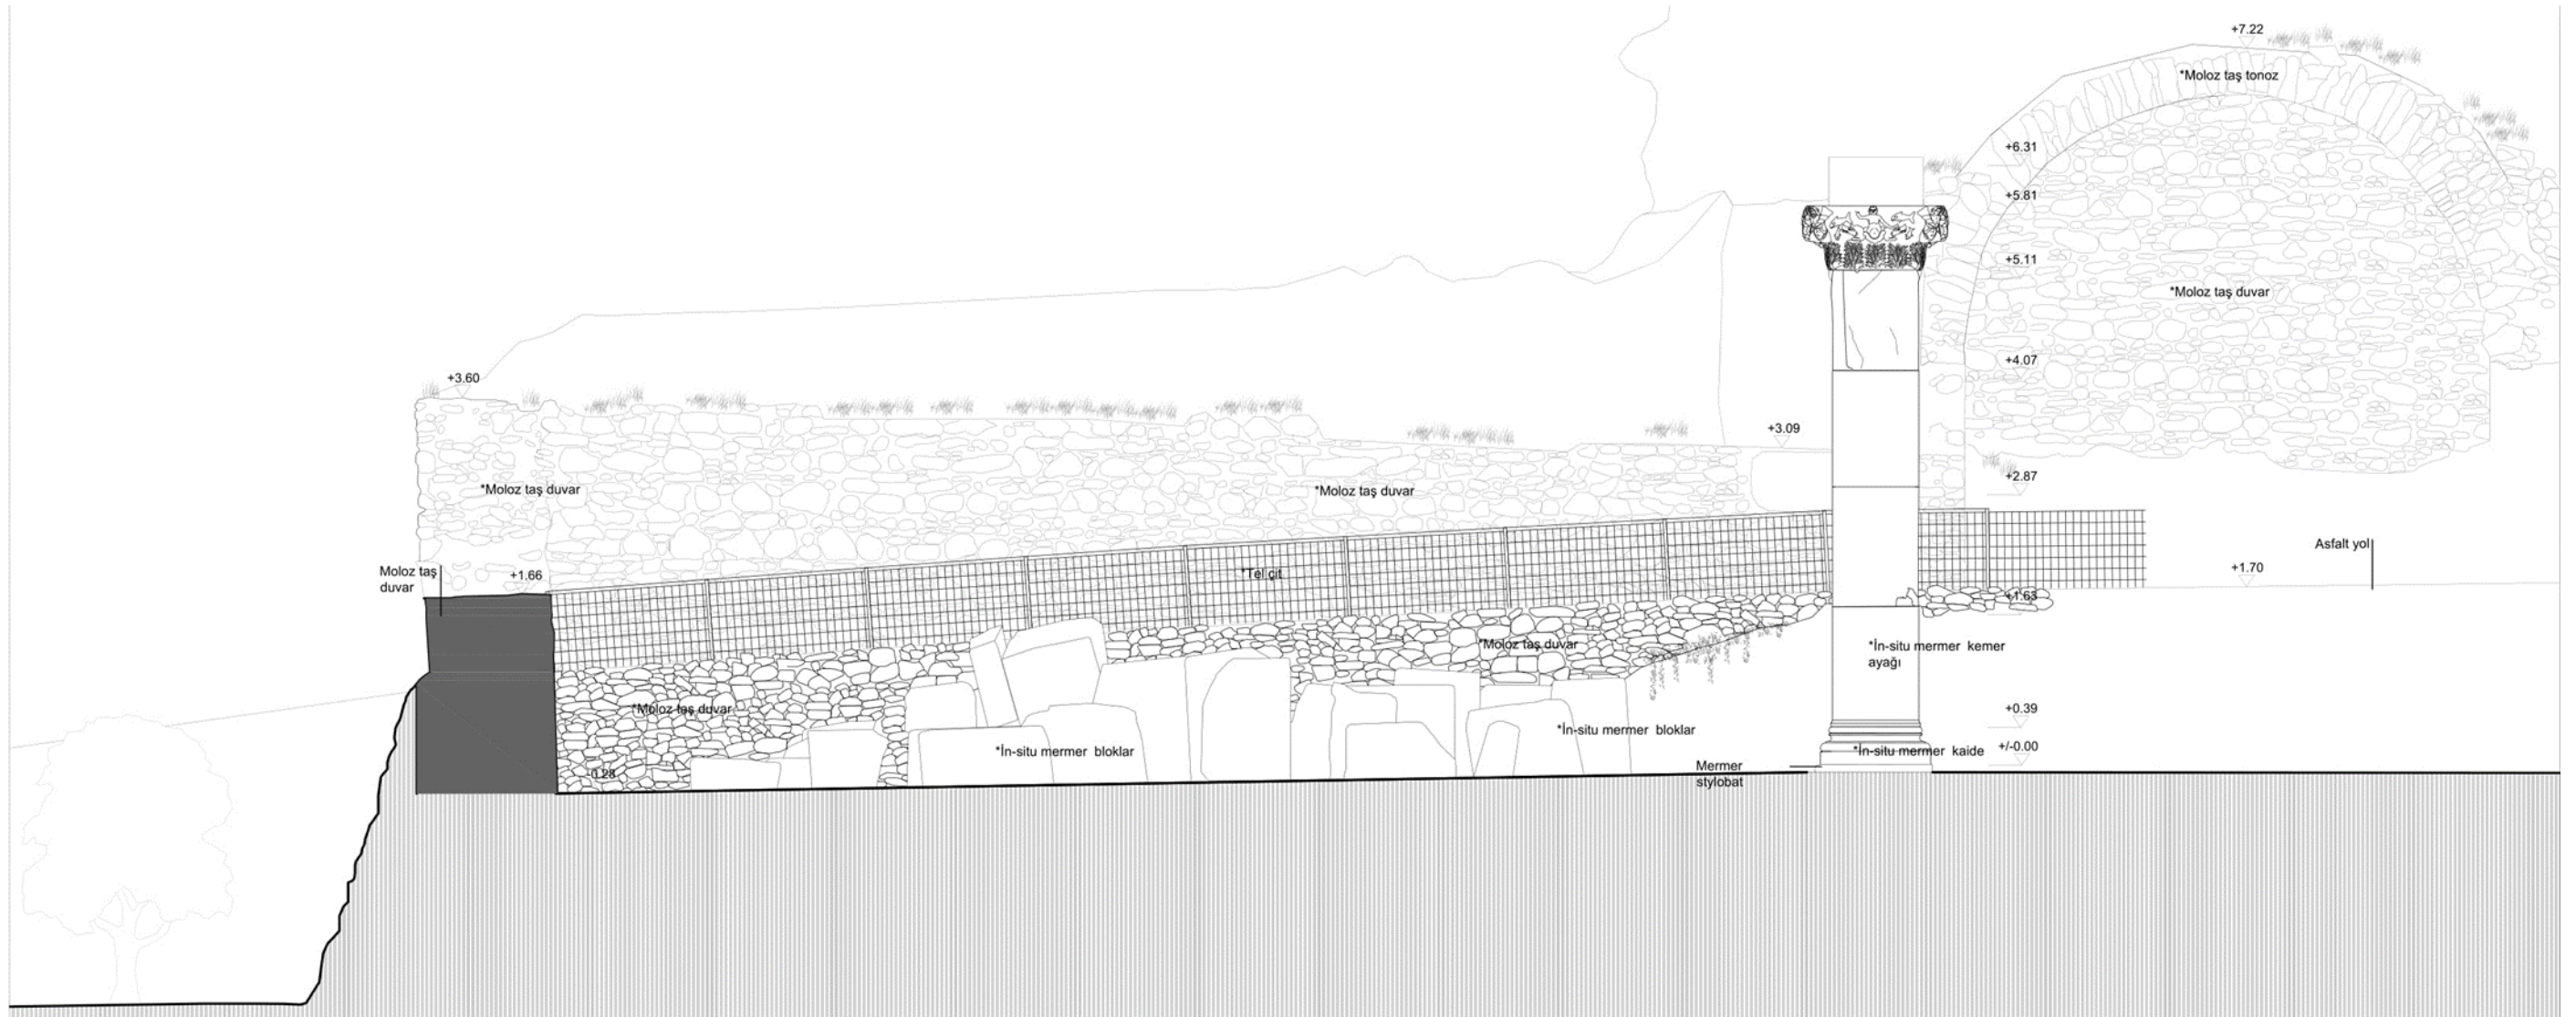 +7.22
*Moloz taş tonoz
+6.31
+5.81
+5.11
*Moloz taş duvar
+4.07
+3.60
+3.09
+2.87
*Moloz taş duvar
*Moloz taş duvar
Asfalt yol
+1.70
Moloz taş
duvar
+1.66
*Tel çit
+1.63
*Moloz taş duvar
*İn-situ mermer kemer
ayağı
*Moloz taş duvar
+0.39
*İn-situ mermer bloklar
*İn-situ mermer bloklar
*İn-situ mermer kaide
+/-0.00
Mermer
stylobat
-0.28